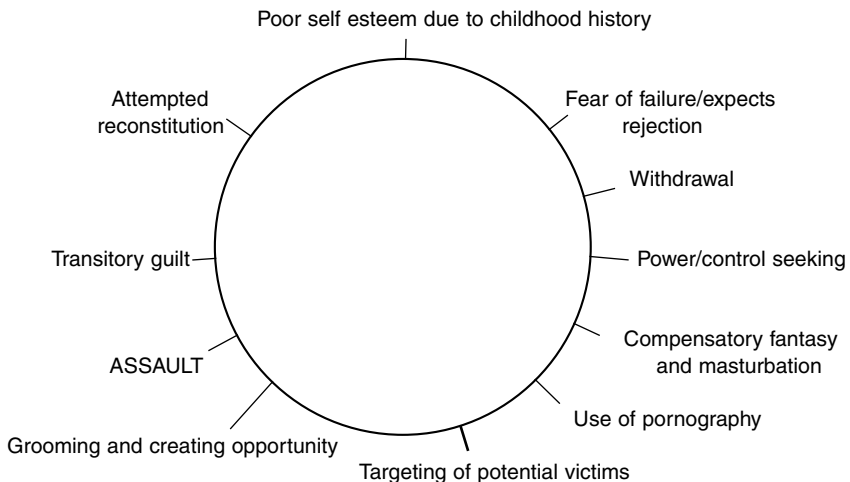 Poor self esteem due to childhood history
Fear of failure/expects
rejection
Withdrawal
Power/control seeking
Compensatory fantasy
and masturbation
Use of pornography
Targeting of potential victims
Grooming and creating opportunity
ASSAULT
Transitory guilt
Attempted
reconstitution